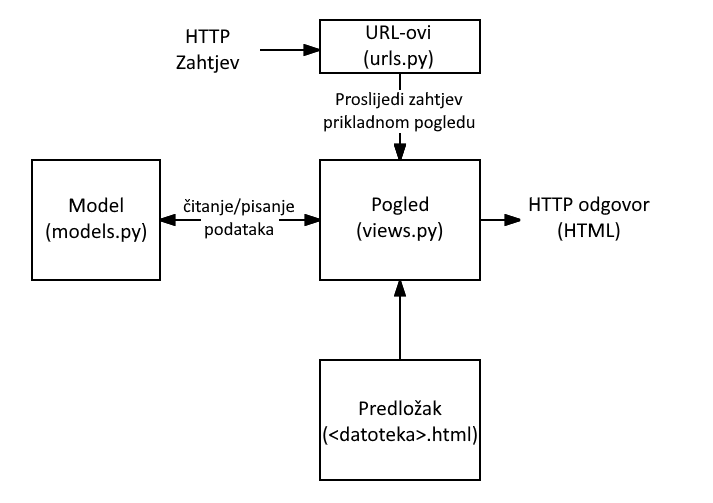 HTTP
Zahtjev
URL-ovi
(urls.py)
Proslijedi zahtjev
prikladnom pogledu
Model
(models.py)
čitanje/pisanje
podataka
Pogled
(views.py)
HTTP odgovor
(HTML)
Predložak
(<datoteka>.html)